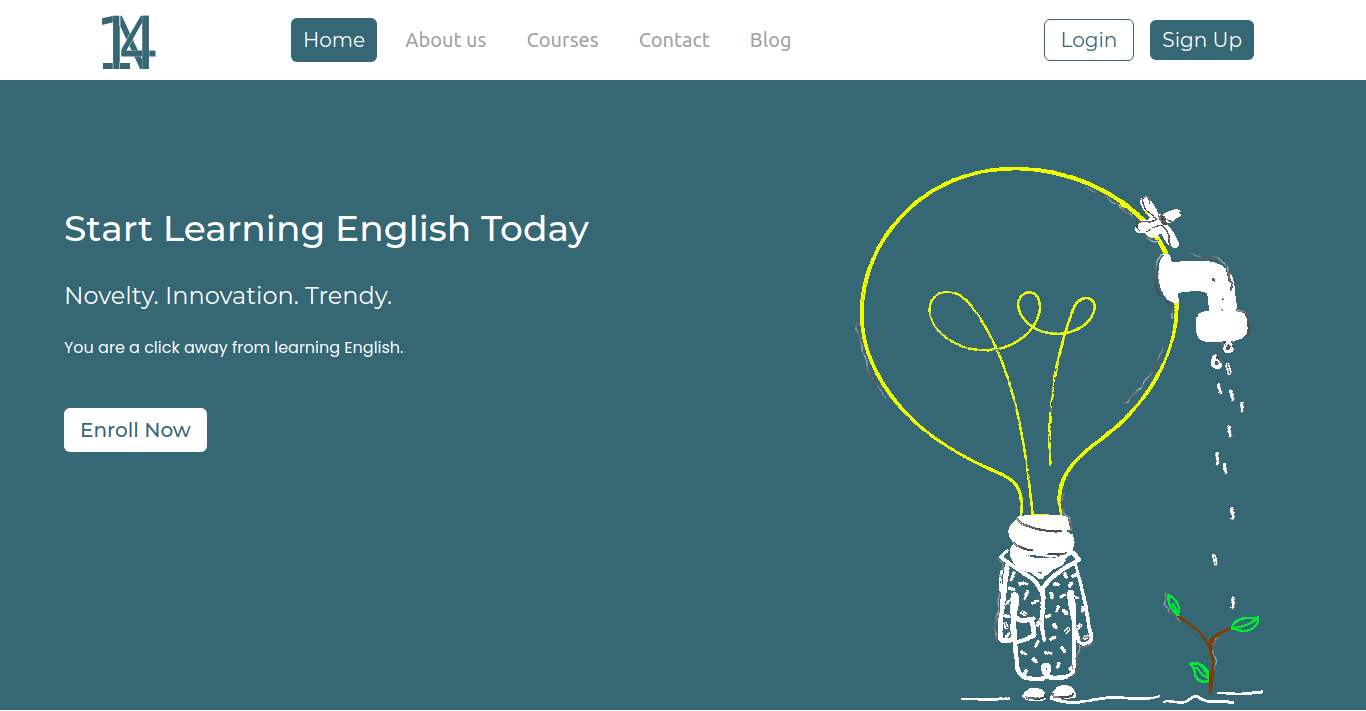 Home
About us
Courses
Contact
Blog
Login
Sign Up
Start Learning English Today
Novelty. Innovation. Trendy.
You are a click away from learning English.
Enroll Now